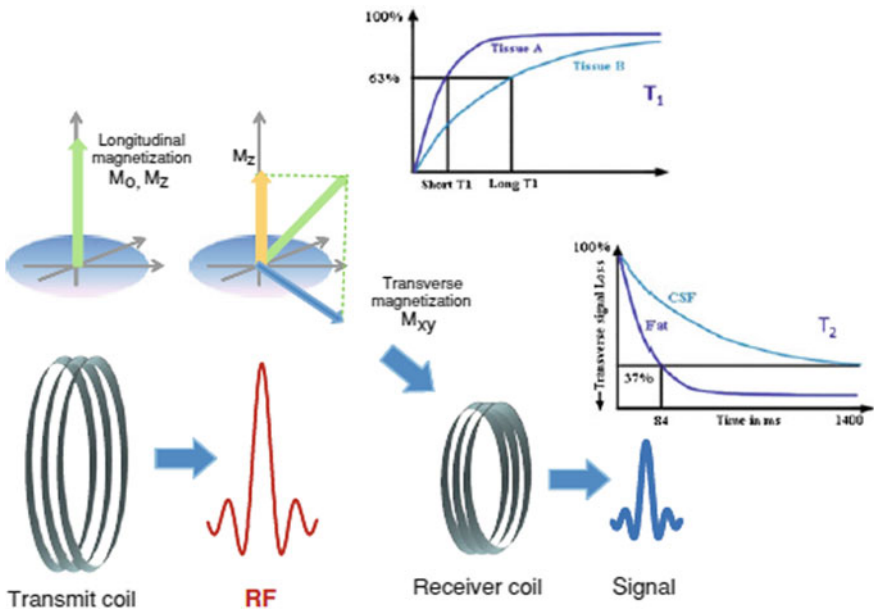 100%
Tissue A
Tissue B
63%
T1
Short T1
Long T1
Longitudinal
magnetization
Mo, Mz
Mz
Transverse
magnetization
Mxy
100%
CSF
Fat
T2
Transverse signal Loss
37%
84
Time in ms
1400
Transmit coil
RF
Receiver coil
Signal